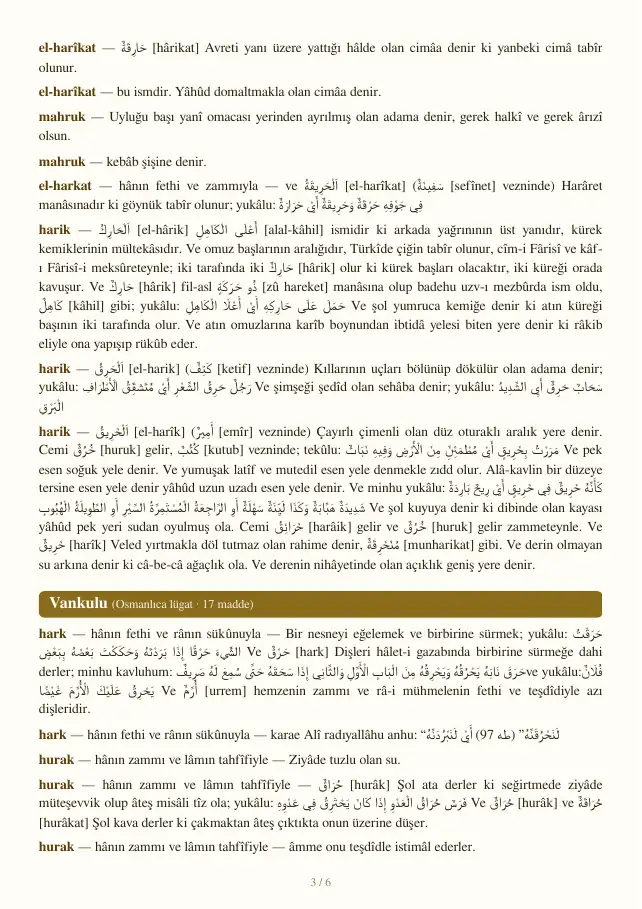 el-harîkat — حَارِقَةٌ [hârikat] Avreti yanı üzere yattığı hâlde olan cimâa denir ki yanbeki cimâ tabîr
olunur.
el-harîkat — bu ismdir. Yâhûd domaltmakla olan cimâa denir.
mahruk — Uyluğu başı yanî omacası yerinden ayrılmış olan adama denir, gerek halkî ve gerek ârızî
olsun.
mahruk — kebâb şişine denir.
el-harkat — hânın fethi ve zammıyla — ve اَلْحَرِيقَةُ [el-harîkat] (سَفِينَةٌ [sefînet] vezninde) Harâret
manâsınadır ki göynük tabîr olunur; yukâlu: فِي جَوْفِهِ حَرْقَةٌ وَحَرِيقَةٌ أَيْ حَرَارَةٌ
harik — اَلْحَارِكُ [el-hârik] أَعْلَى الْكَاهِلِ [alal-kâhil] ismidir ki arkada yağrınının üst yanıdır, kürek
kemiklerinin mültekâsıdır. Ve omuz başlarının aralığıdır, Türkîde çiğin tabîr olunur, cîm-i Fârisî ve kâf-
ı Fârisî-i meksûreteynle; iki tarafında iki حَارِكٌ [hârik] olur ki kürek başları olacaktır, iki küreği orada
kavuşur. Ve حَارِكٌ [hârik] fil-asl ذُو حَرَكَةٍ [zû hareket] manâsına olup badehu uzv-ı mezbûrda ism oldu,
كَاهِلٌ [kâhil] gibi; yukâlu: حَمَلَ عَلَى حَارِكِهِ أَيْ أَعْلَا الْكَاهِلِ Ve şol yumruca kemiğe denir ki atın küreği
başının iki tarafında olur. Ve atın omuzlarına karîb boynundan ibtidâ yelesi biten yere denir ki râkib
eliyle ona yapışıp rükûb eder.
harik — اَلْحَرِقُ [el-harik] (كَتِفٌ [ketif] vezninde) Kıllarının uçları bölünüp dökülür olan adama denir;
yukâlu: رَجُلٌ حَرِقُ الشَّعْرِ أَيْ مُتَشَقِّقُ الْأَطْرَافِ Ve şimşeği şedîd olan sehâba denir; yukâlu: سَحَابٌ حَرِقٌ أَيِ الشَّدِيدُ
الْبَرْقِ
harik — اَلْحَرِيقُ [el-harîk] (أَمِيرٌ [emîr] vezninde) Çayırlı çimenli olan düz oturaklı aralık yere denir.
Cemi حُرُقٌ [huruk] gelir, كُتُبٌ [kutub] vezninde; tekûlu: مَرَرْتُ بِحَرِيقٍ أَيْ مُطْمَئِنٍّ مِنَ الْأَرْضِ وَفِيهِ نَبَاتٌ Ve pek
esen soğuk yele denir. Ve yumuşak latîf ve mutedil esen yele denmekle zıdd olur. Alâ-kavlin bir düzeye
tersine esen yele denir yâhûd uzun uzadı esen yele denir. Ve minhu yukâlu: كَأَنَّهُ حَرِيقٌ فِي حَرِيقٍ أَيْ رِيحٌ بَارِدَةٌ
شَدِيدَةٌ هَبَّابَةٌ وَكَذَا لَيِّنَةٌ سَهْلَةٌ أَوِ الرَّاجِعَةُ الْمُسْتَمِرَّةُ السَّيْرِ أَوِ الطَّوِيلَةُ الْهُبُوبِ Ve şol kuyuya denir ki dibinde olan kayası
yâhûd pek yeri sudan oyulmuş ola. Cemi حَرَائِقُ [harâik] gelir ve حُرُقٌ [huruk] gelir zammeteynle. Ve
حَرِيقٌ [harîk] Veled yırtmakla döl tutmaz olan rahime denir, مُنْحَرِقَةٌ [munharikat] gibi. Ve derin olmayan
su arkına denir ki câ-be-câ ağaçlık ola. Ve derenin nihâyetinde olan açıklık geniş yere denir.
Vankulu (Osmanlıca lügat · 17 madde)
hark — hânın fethi ve rânın sükûnuyla — Bir nesneyi eğelemek ve birbirine sürmek; yukâlu: حَرَقْتُ
الشَّيْءَ حَرْقًا إِذَا بَرَدْتَهُ وَحَكَكْتَ بَعْضَهُ بِبَعْضٍ Ve حَرْقٌ [hark] Dişleri hâlet-i gazabında birbirine sürmeğe dahi
derler; minhu kavluhum: حَرَقَ نَابَهُ يَحْرُقُهُ وَيَحْرِقُهُ مِنَ الْبَابِ الْأَوَّلِ وَالثَّانِي إِذَا سَحَقَهُ حَتَّى سُمِعَ لَهُ صَرِيفٌve yukâlu:فُلَانٌ
يَحْرِقُ عَلَيْكَ الْأُرَّمَ غَيْضًا Ve أُرَّمٌ [urrem] hemzenin zammı ve râ-i mühmelenin fethi ve teşdîdiyle azı
dişleridir.
hark — hânın fethi ve rânın sükûnuyla — karae Alî radıyallâhu anhu: “لَنَحْرُقَنَّهُ” (طه 97) أَيْ لَنَبْرُدَنَّهُ
hurak — hânın zammı ve lâmın tahfîfiyle — Ziyâde tuzlu olan su.
hurak — hânın zammı ve lâmın tahfîfiyle — حُرَاقٌ [hurâk] Şol ata derler ki seğirtmede ziyâde
müteşevvik olup âteş misâli tîz ola; yukâlu: فَرَسٌ حُرَاقُ الْعَدْوِ إِذَا كَانَ يَحْتَرِقُ فِي عَدْوِهِ Ve حُرَاقٌ [hurâk] ve حُرَاقَةٌ
[hurâkat] Şol kava derler ki çakmaktan âteş çıktıkta onun üzerine düşer.
hurak — hânın zammı ve lâmın tahfîfiyle — âmme onu teşdîdle istimâl ederler.
3 / 6